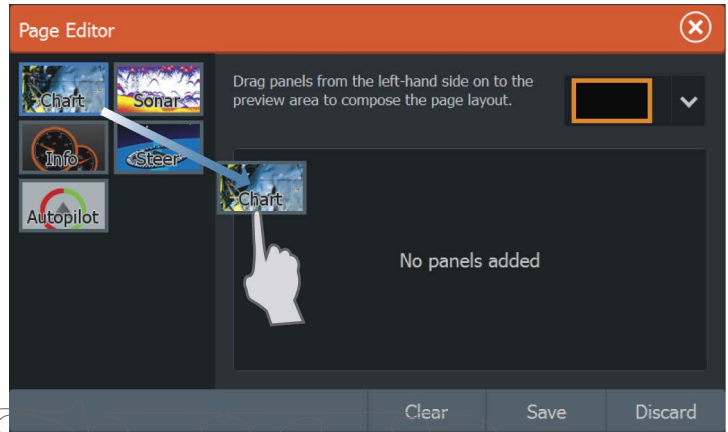 Page Editor
Chart
Sonar
Info
Steer
Autopilot
Drag panels from the left-hand side on to the
preview area to compose the page layout.
Chart
No panels added
Clear
Save
Discard